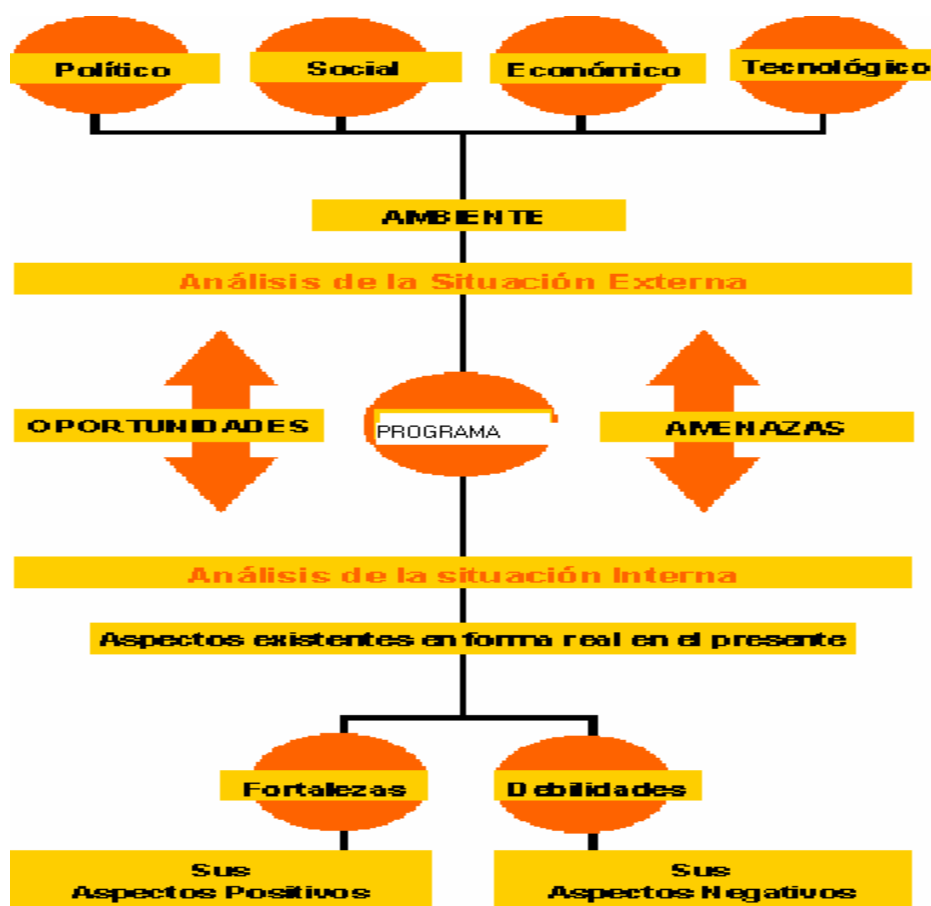 Político
Social
Económico
Tecnológico
AMBIENTE
Análisis de la Situación Externa
OPORTUNIDADES
PROGRAMA
AMENAZAS
Análisis de la situación Interna
Aspectos existentes en forma real en el presente
Fortalezas
Debilidades
Sus
Aspectos Positivos
Sus
Aspectos Negativos